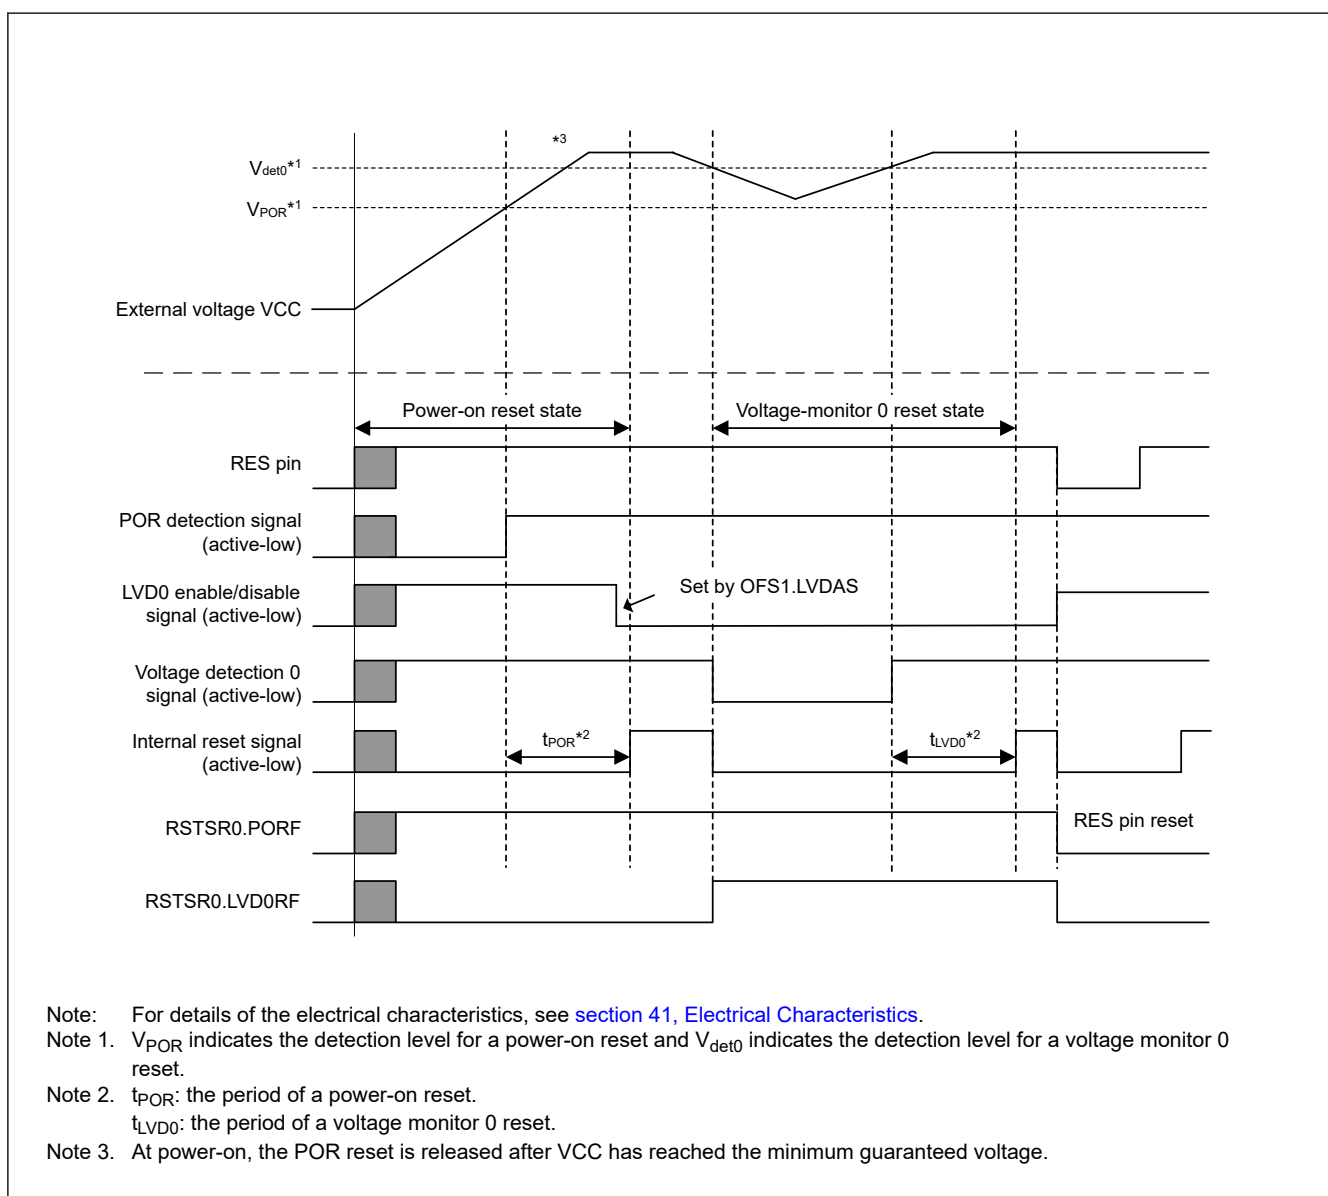 *3
Vdet0*1
VPOR*1
External voltage VCC
Power-on reset state
Voltage-monitor 0 reset state
RES pin
POR detection signal
(active-low)
LVD0 enable/disable
signal (active-low)
Set by OFS1.LVDAS
Voltage detection 0
signal (active-low)
Internal reset signal
(active-low)
tPOR*2
tLVD0*2
RSTSR0.PORF
RES pin reset
RSTSR0.LVD0RF
Note: For details of the electrical characteristics, see section 41, Electrical Characteristics.
Note 1. VPOR indicates the detection level for a power-on reset and Vdet0 indicates the detection level for a voltage monitor 0
reset.
Note 2. tPOR: the period of a power-on reset.
tLVD0: the period of a voltage monitor 0 reset.
Note 3. At power-on, the POR reset is released after VCC has reached the minimum guaranteed voltage.